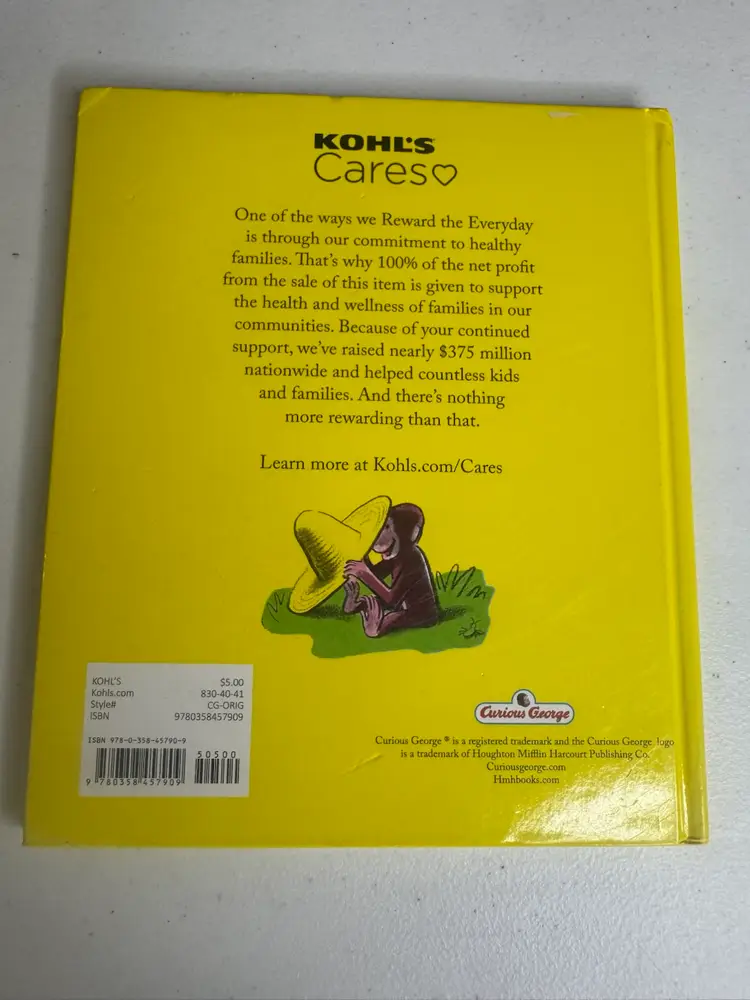 KOHL'S
Cares
One of the ways we Reward the Everyday
is through our commitment to healthy
families. That's why 100% of the net profit
from the sale of this item is given to support
the health and wellness of families in our
communities. Because of your continued
support, we've raised nearly $375 million
nationwide and helped countless kids
and families. And there's nothing
more rewarding than that.
Learn more at Kohls.com/Cares
KOHL'S $5.00
Kohls.com 830-40-41
Style# CG-ORIG
ISBN 9780358457909
ISBN 978-0-358-45790-9
50500
9 780358 457909
Curious George
Curious George ® is a registered trademark and the Curious George logo
is a trademark of Houghton Mifflin Harcourt Publishing Co.
Curiousgeorge.com
Hmhbooks.com